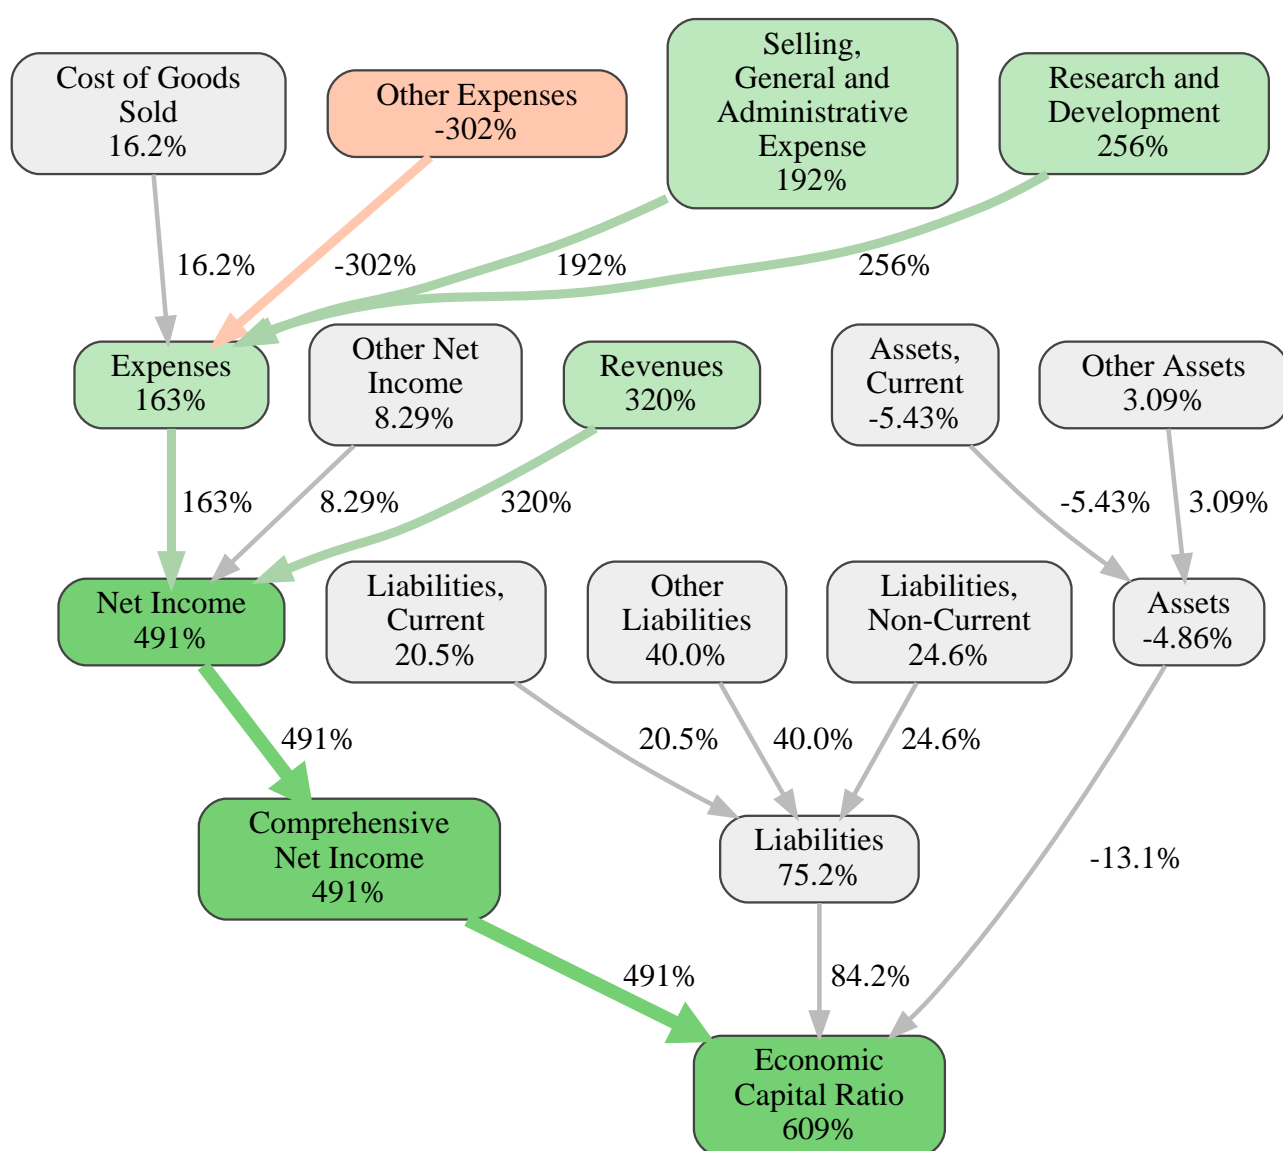 Cost of Goods
Sold
16.2%
Other Expenses
-302%
Selling,
General and
Administrative
Expense
192%
Research and
Development
256%
16.2%
-302%
192%
256%
Expenses
163%
Other Net
Income
8.29%
Revenues
320%
Assets,
Current
-5.43%
Other Assets
3.09%
163%
8.29%
320%
-5.43%
3.09%
Net Income
491%
Liabilities,
Current
20.5%
Other
Liabilities
40.0%
Liabilities,
Non-Current
24.6%
Assets
-4.86%
491%
20.5%
40.0%
24.6%
Comprehensive
Net Income
491%
Liabilities
75.2%
-13.1%
491%
84.2%
Economic
Capital Ratio
609%